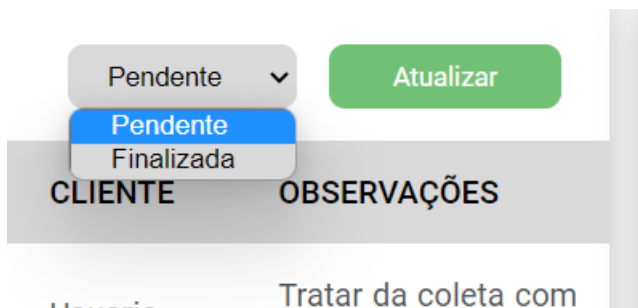 Pendente Atualizar
Pendente
Finalizada
CLIENTE OBSERVAÇÕES
Tratar da coleta com